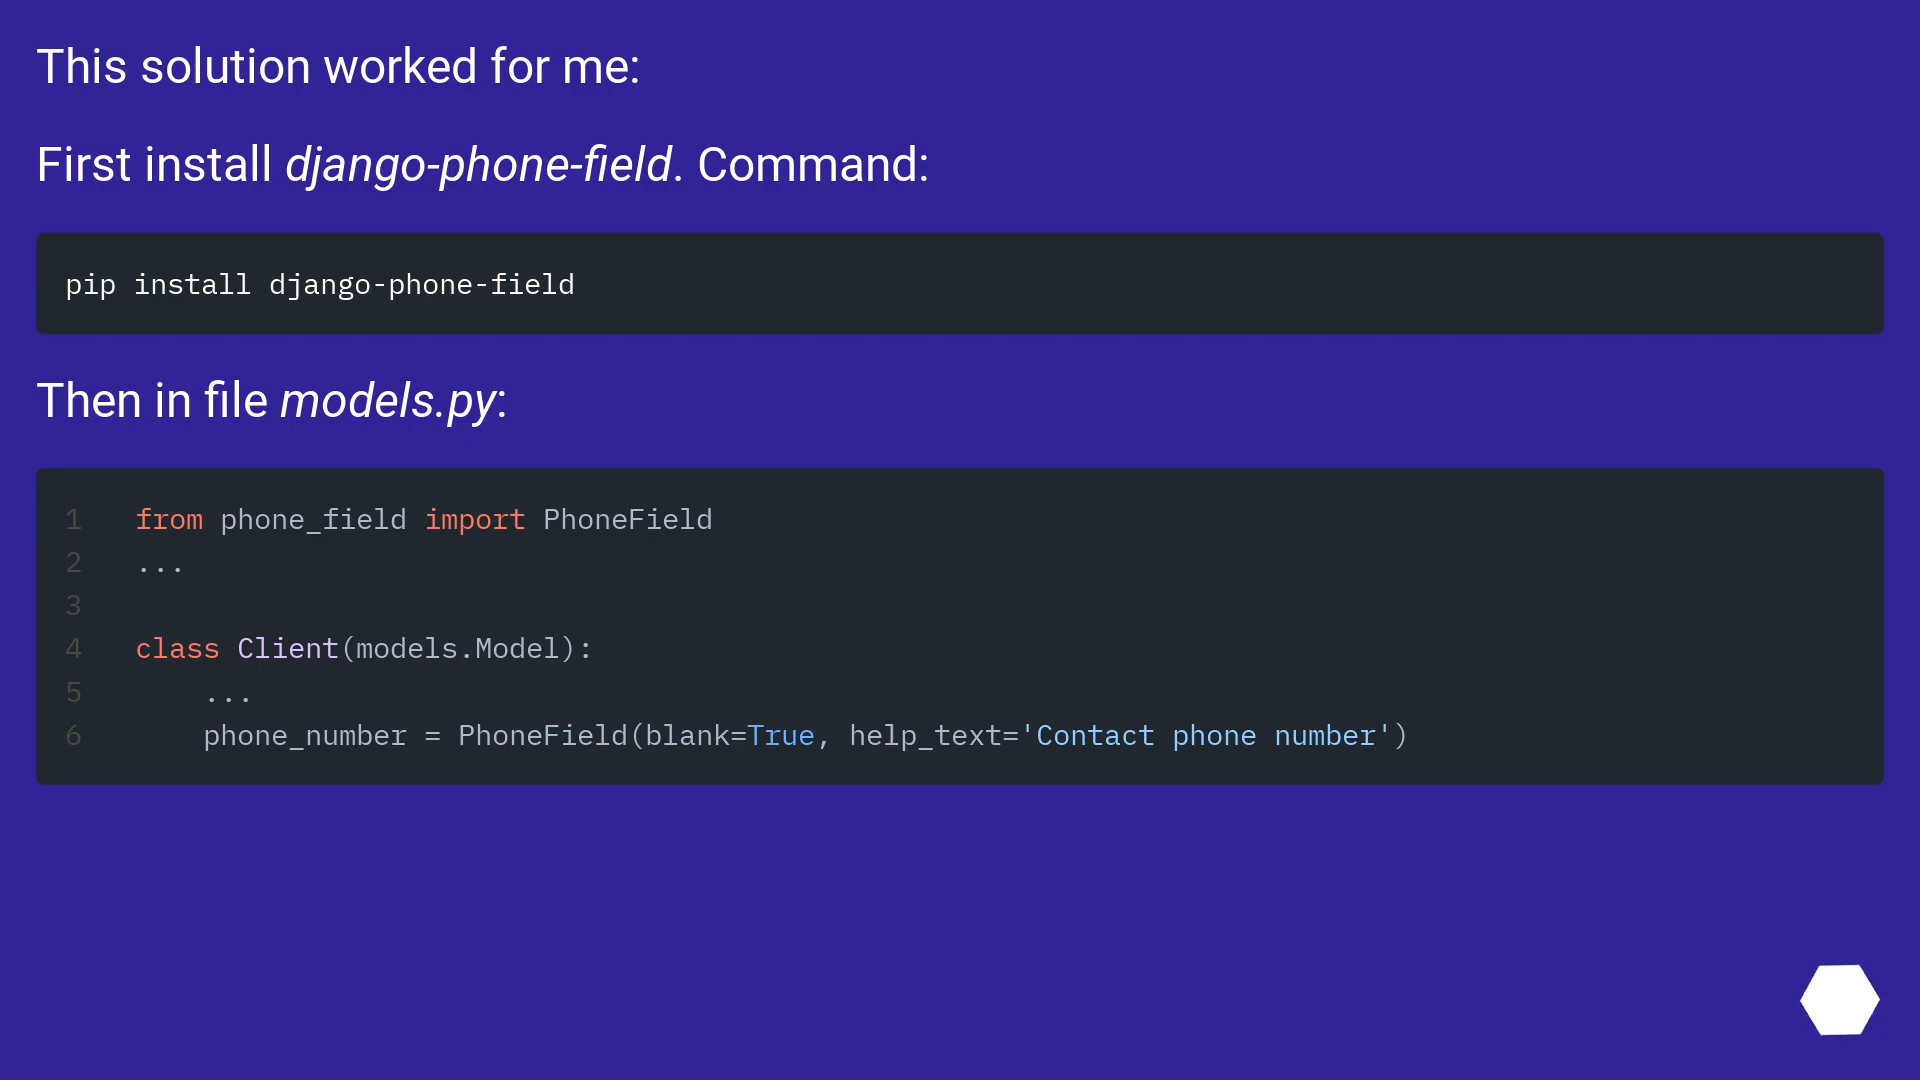 This solution worked for me:
First install django-phone-field. Command:
pip install django-phone-field
Then in file models.py:
1 from phone_field import PhoneField
2 ...
3
4 class Client(models.Model):
5     ...
6     phone_number = PhoneField(blank=True, help_text='Contact phone number')